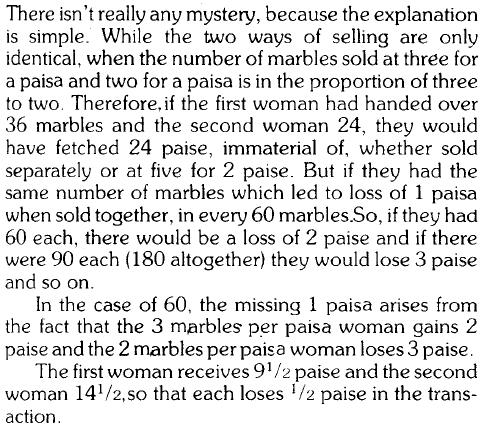 There isn't really any mystery, because the explanation
is simple. While the two ways of selling are only
identical, when the number of marbles sold at three for
a paisa and two for a paisa is in the proportion of three
to two. Therefore,if the first woman had handed over
36 marbles and the second woman 24, they would
have fetched 24 paise, immaterial of, whether sold
separately or at five for 2 paise. But if they had the
same number of marbles which led to loss of 1 paisa
when sold together, in every 60 marbles.So, if they had
60 each, there would be a loss of 2 paise and if there
were 90 each (180 altogether) they would lose 3 paise
and so on.
In the case of 60, the missing 1 paisa arises from
the fact that the 3 marbles per paisa woman gains 2
paise and the 2 marbles per paisa woman loses 3 paise.
The first woman receives 9 1/2 paise and the second
woman 14 1/2,so that each loses 1/2 paise in the trans-
action.